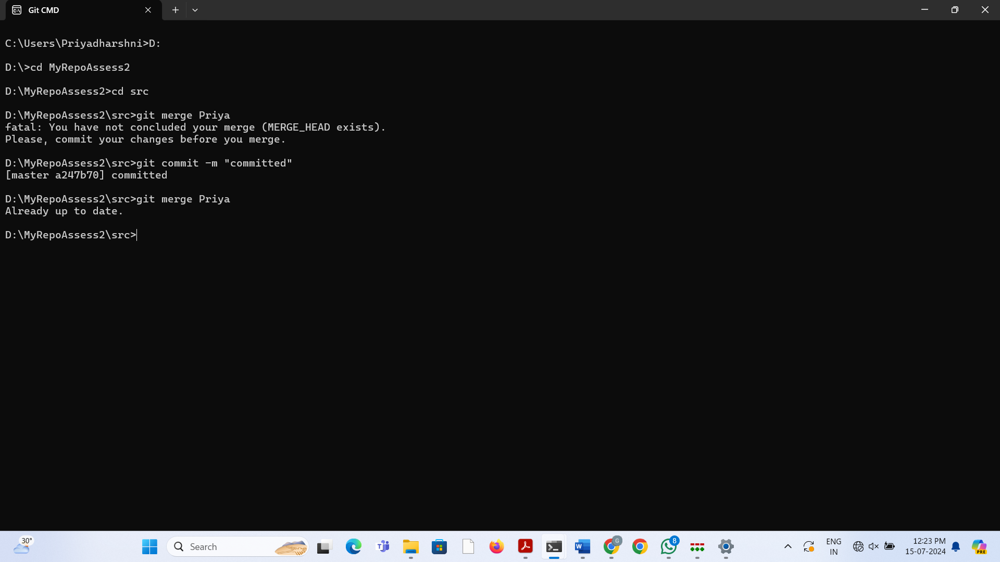 Git CMD
C:\Users\Priyadharshni>D:
D:\>cd MyRepoAssess2
D:\MyRepoAssess2>cd src
D:\MyRepoAssess2\src>git merge Priya
fatal: You have not concluded your merge (MERGE_HEAD exists).
Please, commit your changes before you merge.
D:\MyRepoAssess2\src>git commit -m "committed"
[master a247b70] committed
D:\MyRepoAssess2\src>git merge Priya
Already up to date.
D:\MyRepoAssess2\src>
30°
Search
G
8
ENG
IN
12:23 PM
15-07-2024
PRE